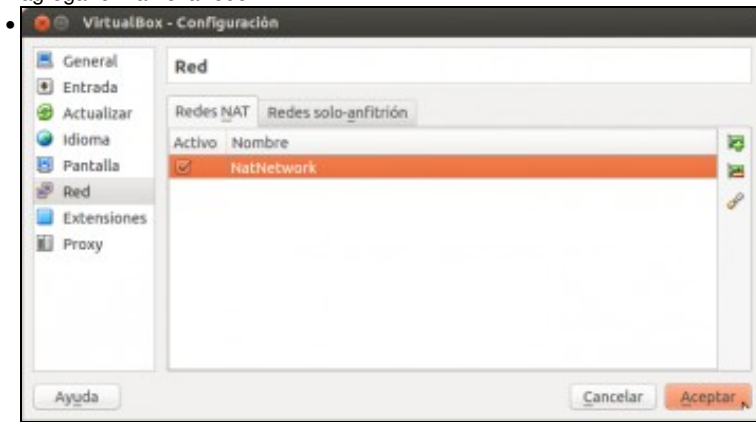 VirtualBox - Configuración
General
Entrada
Actualizar
Idioma
Pantalla
Red
Extensiones
Proxy
Red
Redes NAT Redes solo-anfitrión
Activo Nombre
NatNetwork
Ayuda Cancelar Aceptar